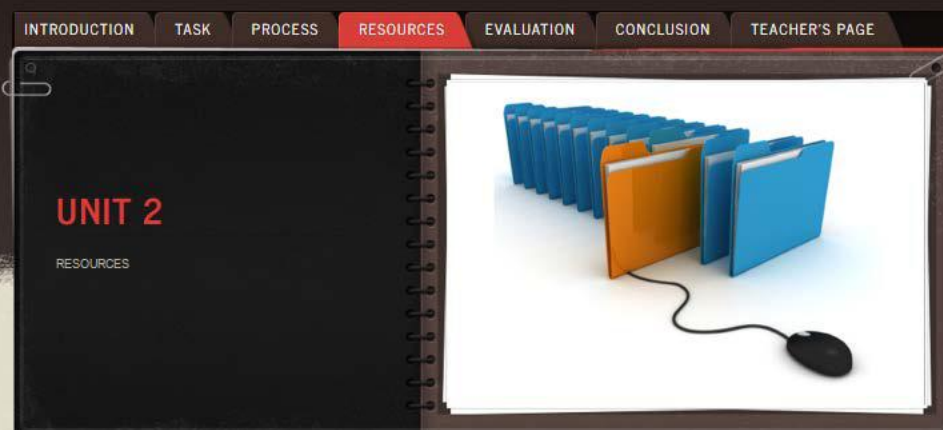 INTRODUCTION TASK PROCESS RESOURCES EVALUATION CONCLUSION TEACHER'S PAGE
UNIT 2
RESOURCES